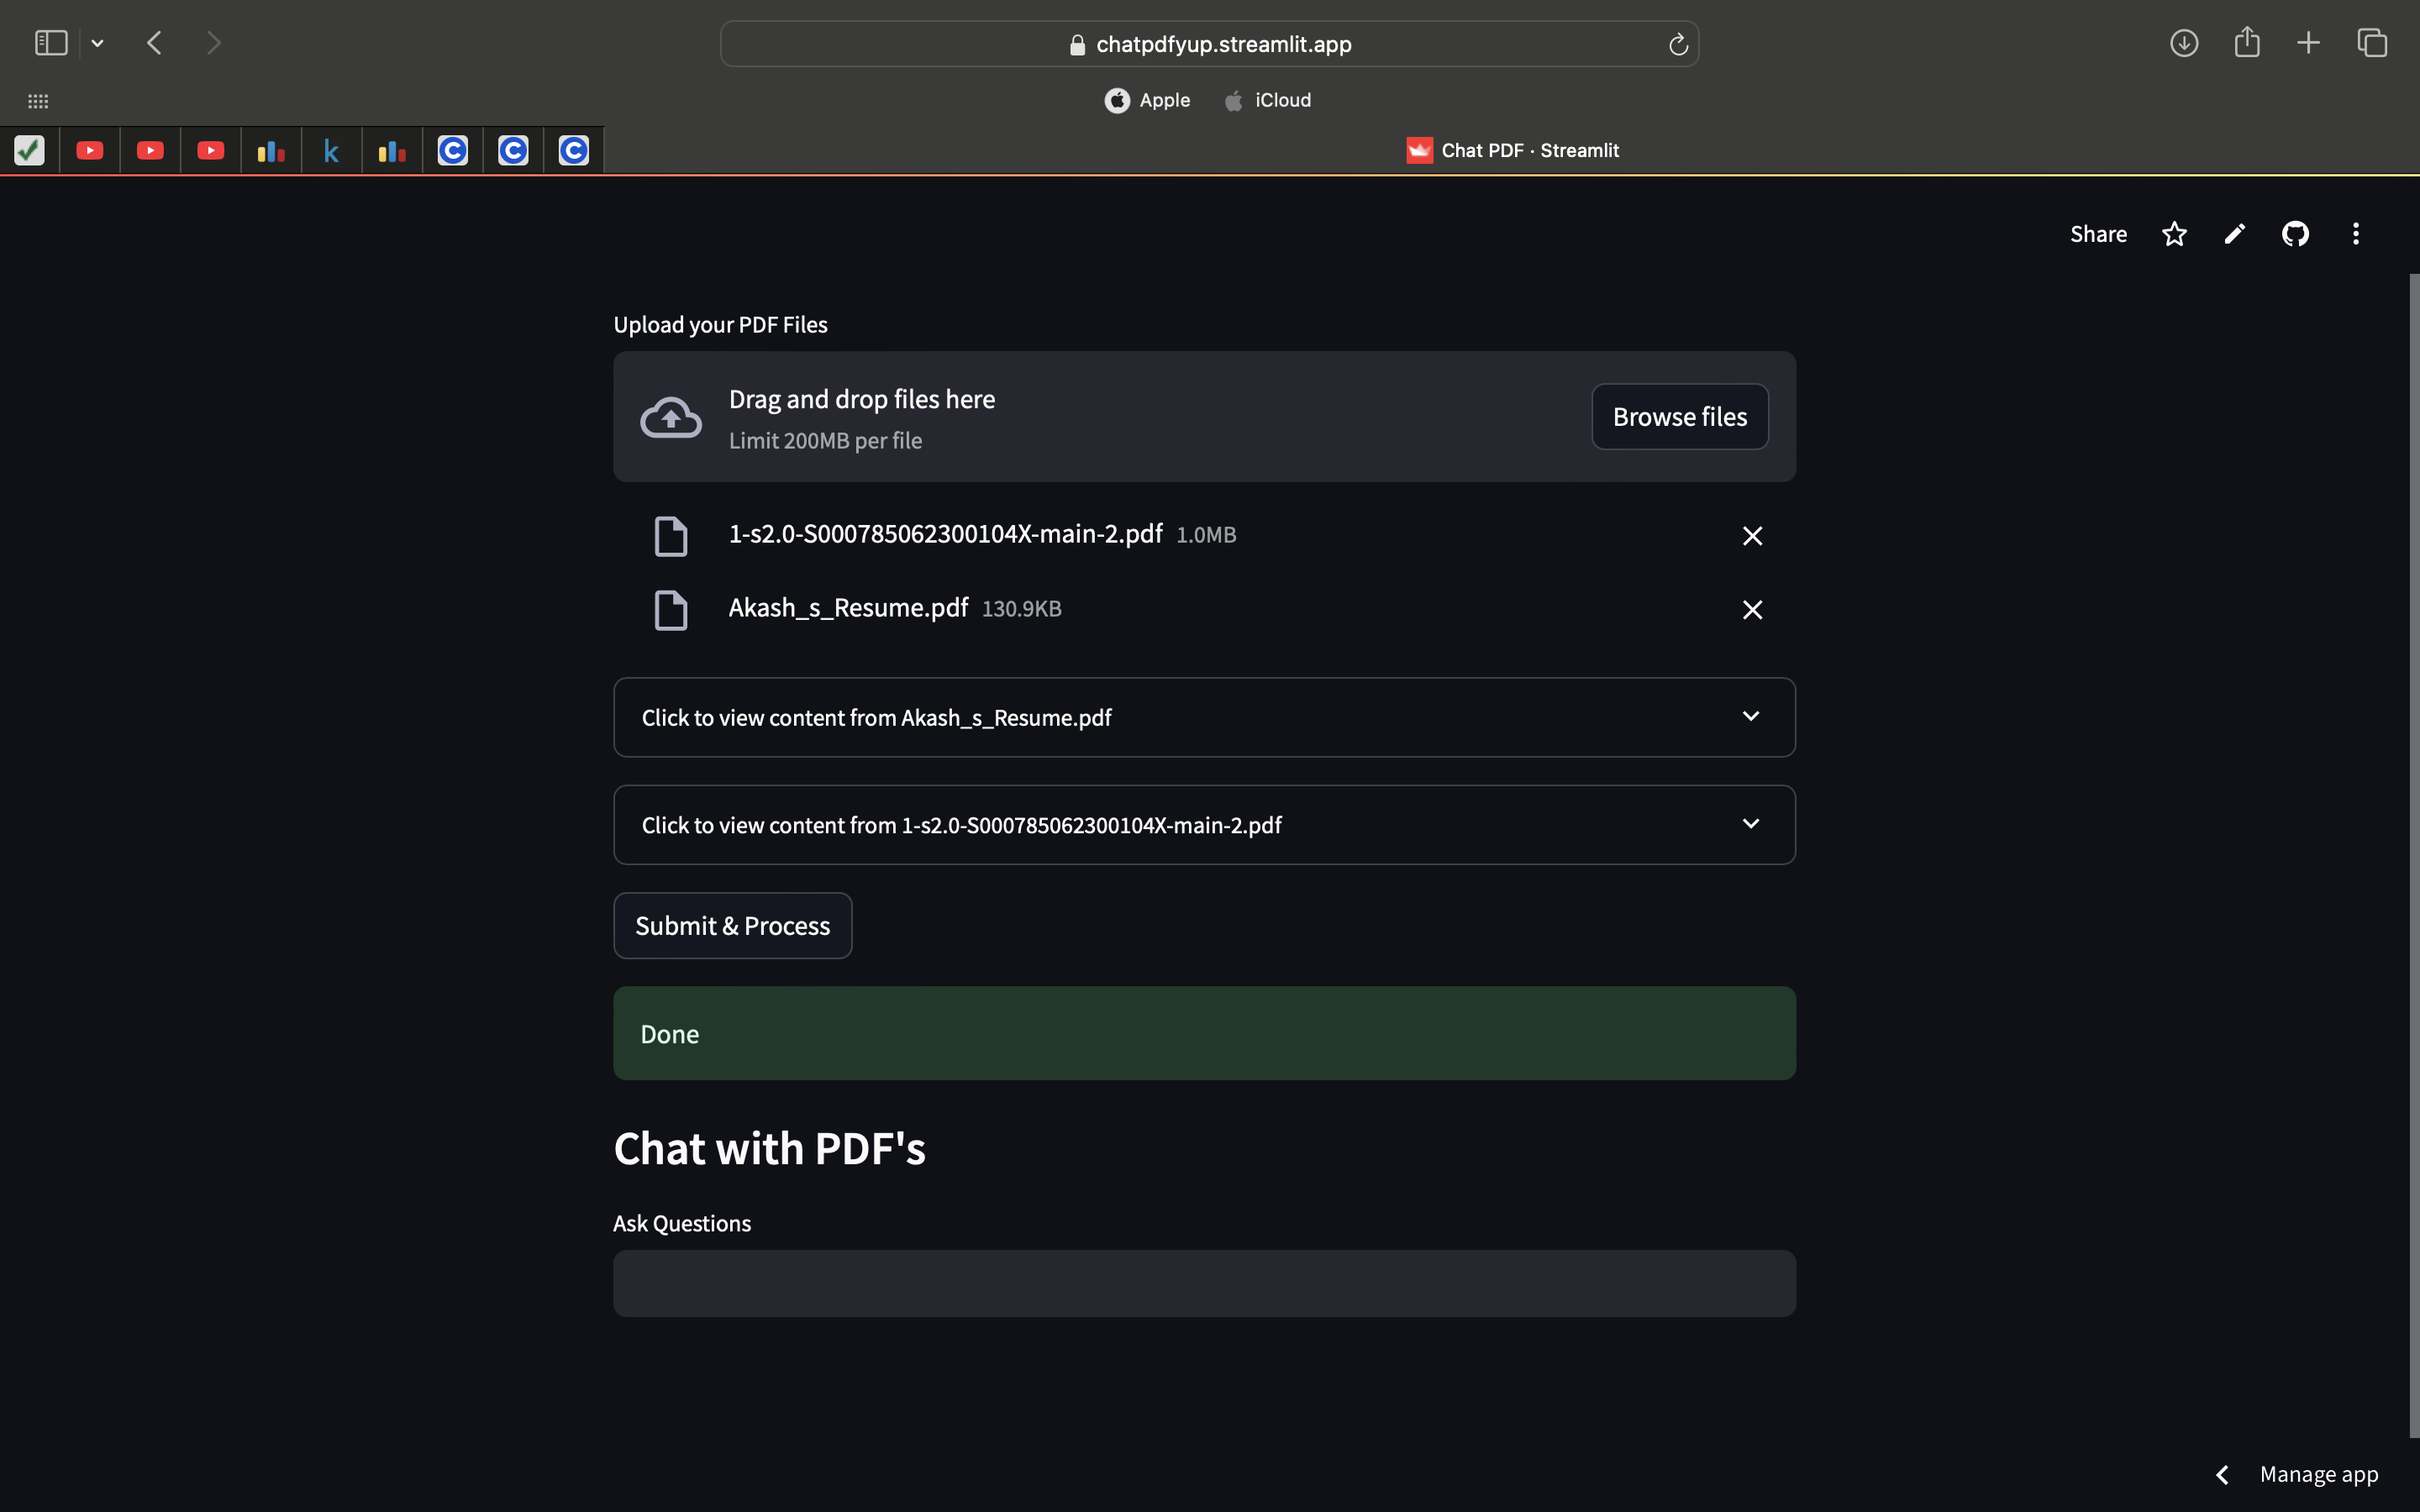 chatpdfyup.streamlit.app
Apple
iCloud
k
C
C
C
Chat PDF · Streamlit
Share
Upload your PDF Files
Drag and drop files here
Limit 200MB per file
Browse files
1-s2.0-S000785062300104X-main-2.pdf 1.0MB
Akash_s_Resume.pdf 130.9KB
Click to view content from Akash_s_Resume.pdf
Click to view content from 1-s2.0-S000785062300104X-main-2.pdf
Submit & Process
Done
Chat with PDF's
Ask Questions
Manage app